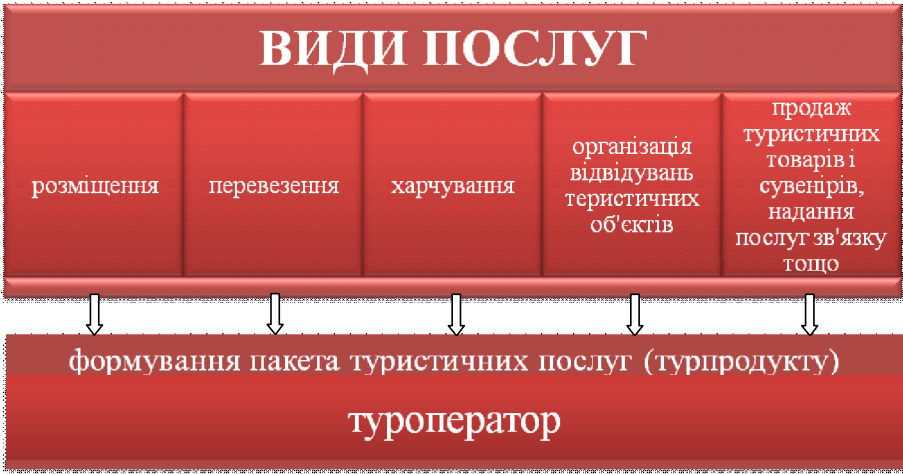 ВИДИ ПОСЛУГ
розміщення
перевезення
харчування
організація
відвідувань
теристичних
об'єктів
продаж
туристичних
товарів і
сувенірів,
надання
послуг зв'язку
тощо
формування пакета туристичних послуг (турпродукту)
туроператор